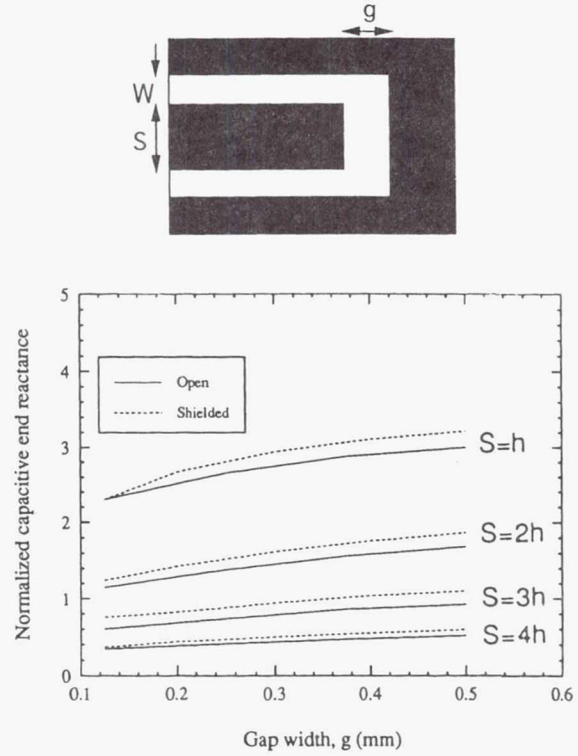 g
W
S
Normalized capacitive end reactance
5
4
3
2
1
0
Open
Shielded
S=h
S=2h
S=3h
S=4h
0.1
0.2
0.3
0.4
0.5
0.6
Gap width, g (mm)